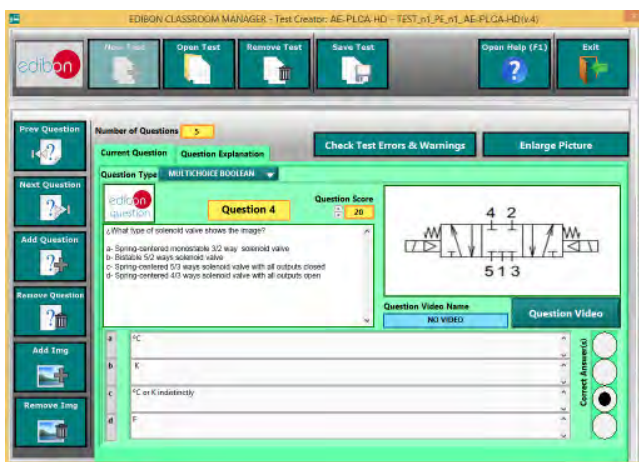 EDIBON CLASSROOM MANAGER - Test Creator: AE-PLCA-HD - TEST_n1_PE_n1_AE-PLCA-HD(v.4)
edibon
New Test
Open Test
Remove Test
Save Test
Open Help (F1)
?
Exit
Prev Question
Next Question
Add Question
Remove Question
Add Img
Remove Img
Number of Questions 5
Current Question
Question Explanation
Check Test Errors & Warnings
Enlarge Picture
Question Type MULTICHOICE BOOLEAN
edibon
question
Question 4
Question Score
20
¿What type of solenoid valve shows the image?
a- Spring-centered monostable 3/2 way solenoid valve
b- Bistable 5/2 ways solenoid valve
c- Spring-centered 5/3 ways solenoid valve with all outputs closed
d- Spring-centered 4/3 ways solenoid valve with all outputs open
4 2
5 1 3
Question Video Name
NO VIDEO
Question Video
a ºC
b K
c ºC or K indistinctly
d F
Correct Answer(s)